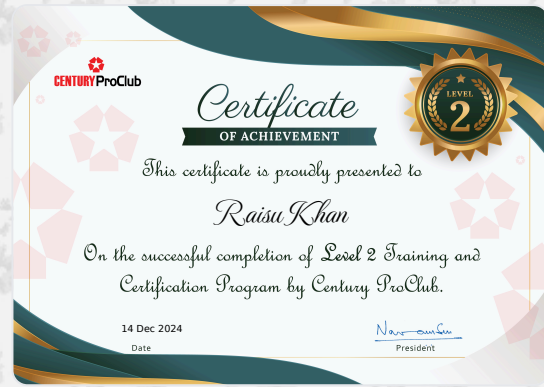 CENTURY ProClub
LEVEL
2
Certificate
OF ACHIEVEMENT
This certificate is proudly presented to
Raisu Khan
On the successful completion of Level 2 Training and
Certification Program by Century ProClub.
14 Dec 2024
Date
President